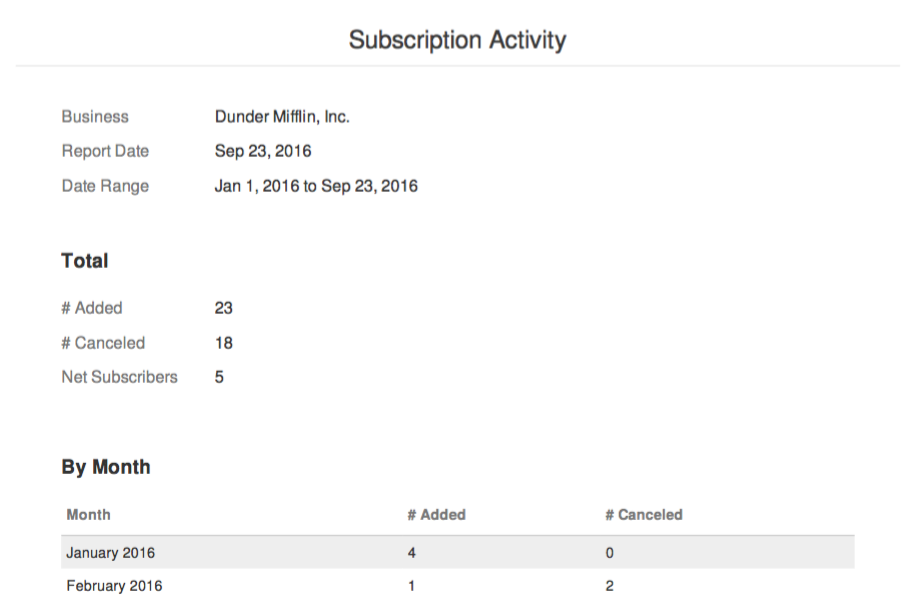 Subscription Activity
Business Dunder Mifflin, Inc.
Report Date Sep 23, 2016
Date Range Jan 1, 2016 to Sep 23, 2016
Total
# Added 23
# Canceled 18
Net Subscribers 5
By Month
Month # Added # Canceled
January 2016 4 0
February 2016 1 2